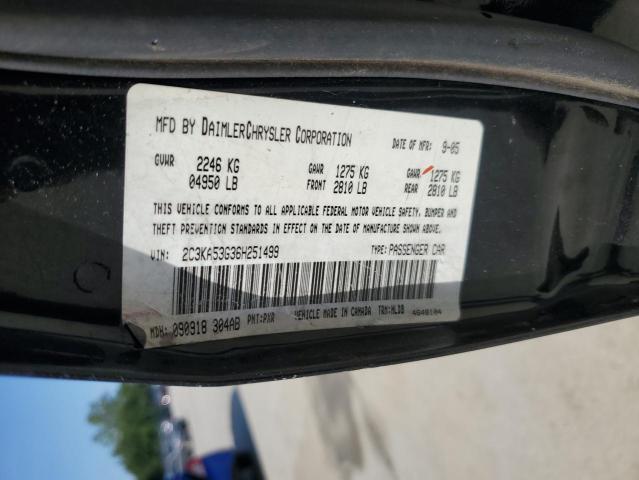 MFD BY DAIMLERCHRYSLER CORPORATION DATE OF MFR: 9-05
GVWR 2246 KG GAWR 1275 KG GAWR 1275 KG
04950 LB FRONT 2810 LB REAR 2810 LB
THIS VEHICLE CONFORMS TO ALL APPLICABLE FEDERAL MOTOR VEHICLE SAFETY, BUMPER AND
THEFT PREVENTION STANDARDS IN EFFECT ON THE DATE OF MANUFACTURE SHOWN ABOVE.
VIN: 2C3KA53G36H251499 TYPE: PASSENGER CAR
MDH: 090918 304AB PNT: PXR VEHICLE MADE IN CANADA TRM: MLDB 4648104